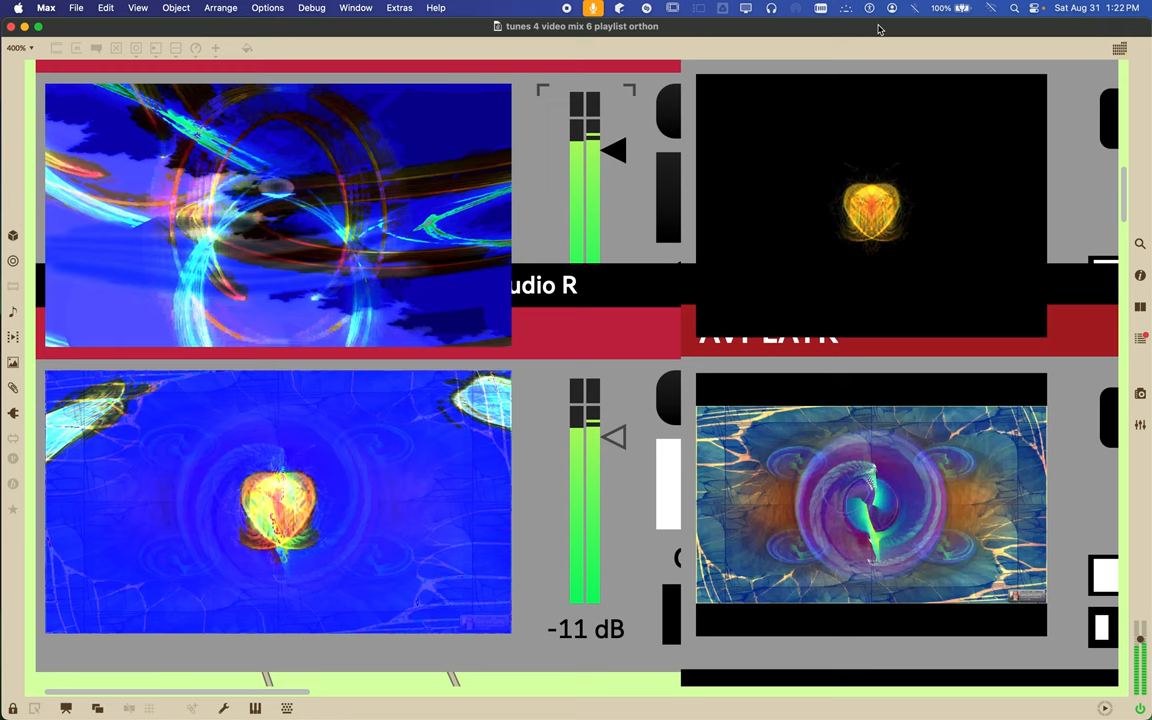 Max File Edit View Object Arrange Options Debug Window Extras Help 100% Sat Aug 31 1:22 PM
tunes 4 video mix 6 playlist orthon
400%
udio R
-11 dB